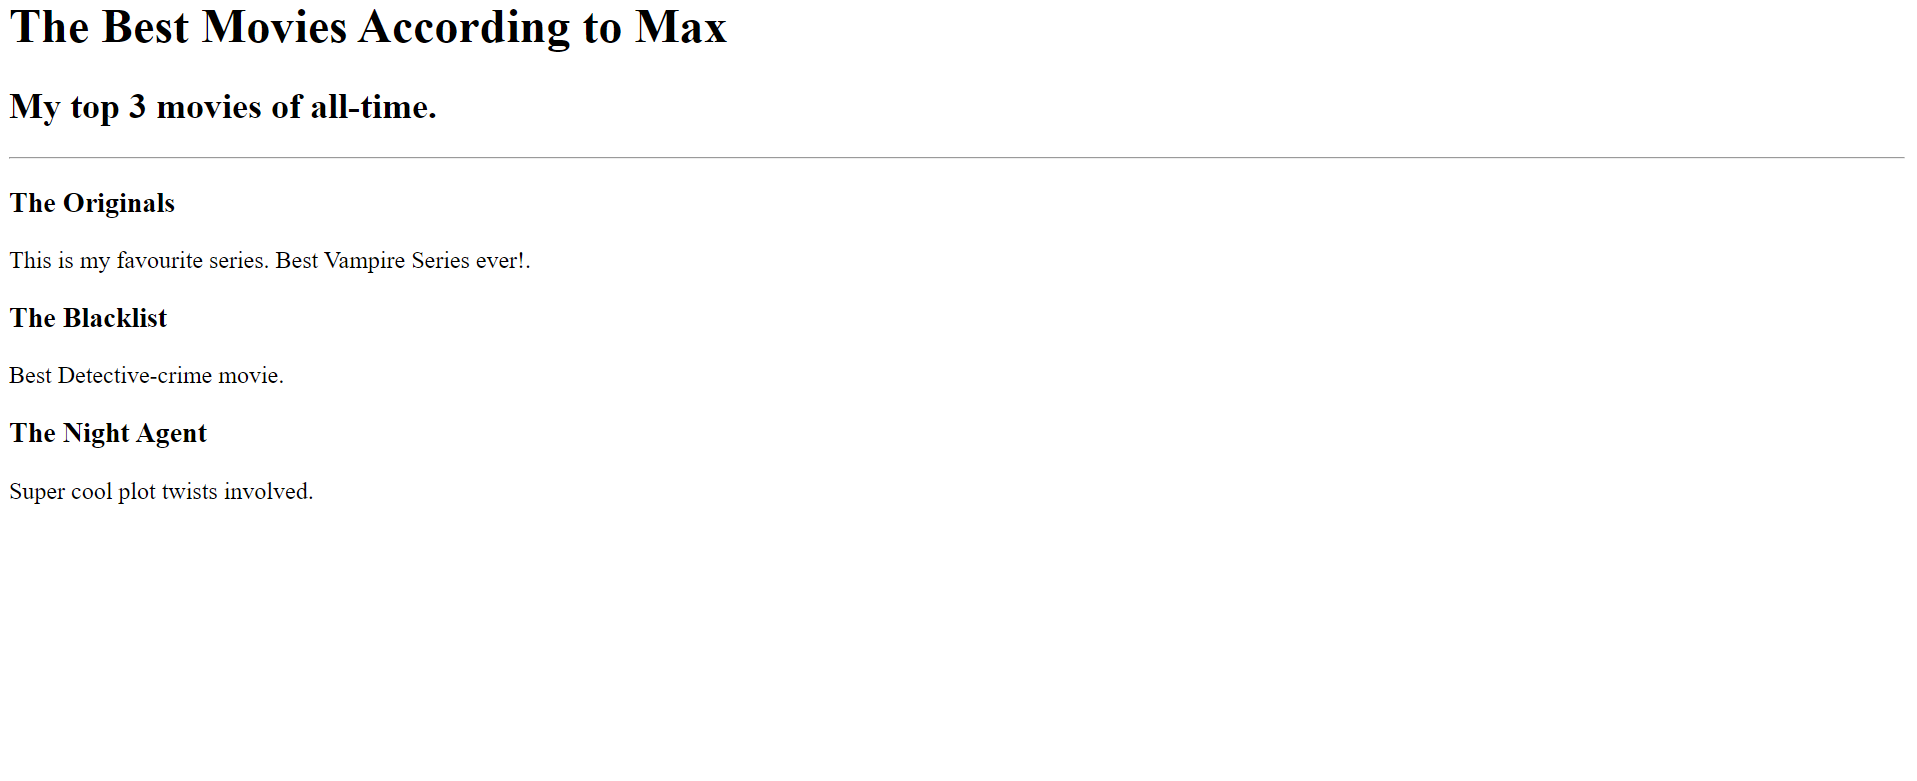 The Best Movies According to Max
My top 3 movies of all-time.
The Originals
This is my favourite series. Best Vampire Series ever!.
The Blacklist
Best Detective-crime movie.
The Night Agent
Super cool plot twists involved.